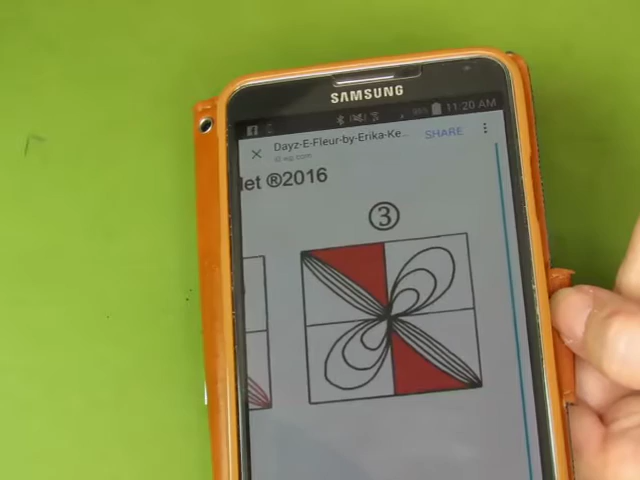 SAMSUNG
11:20 AM
Dayz-E-Fleur-by-Erika-Ke...
SHARE
let ®2016
③